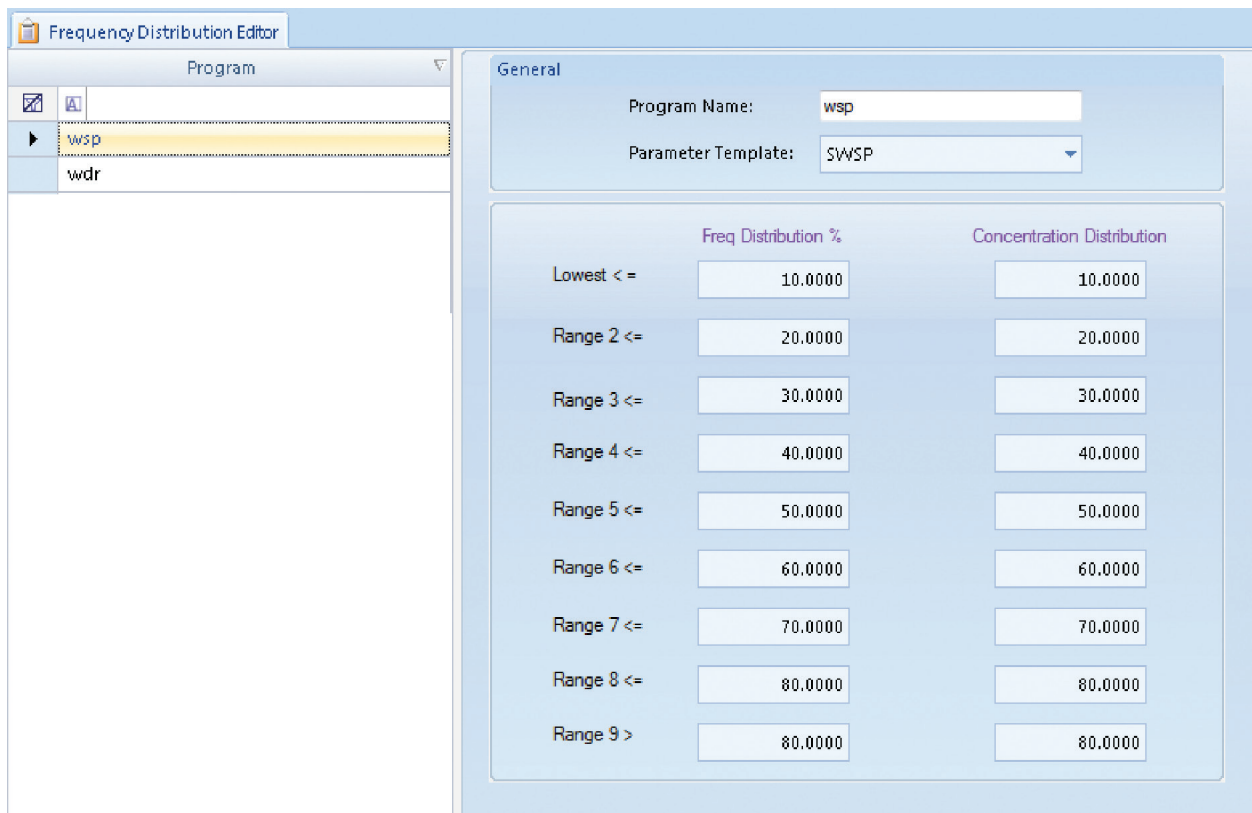 Frequency Distribution Editor
Program
A
wsp
wdr
General
Program Name: wsp
Parameter Template: SWSP
Freq Distribution % Concentration Distribution
Lowest < = 10.0000 10.0000
Range 2 <= 20.0000 20.0000
Range 3 <= 30.0000 30.0000
Range 4 <= 40.0000 40.0000
Range 5 <= 50.0000 50.0000
Range 6 <= 60.0000 60.0000
Range 7 <= 70.0000 70.0000
Range 8 <= 80.0000 80.0000
Range 9 > 80.0000 80.0000